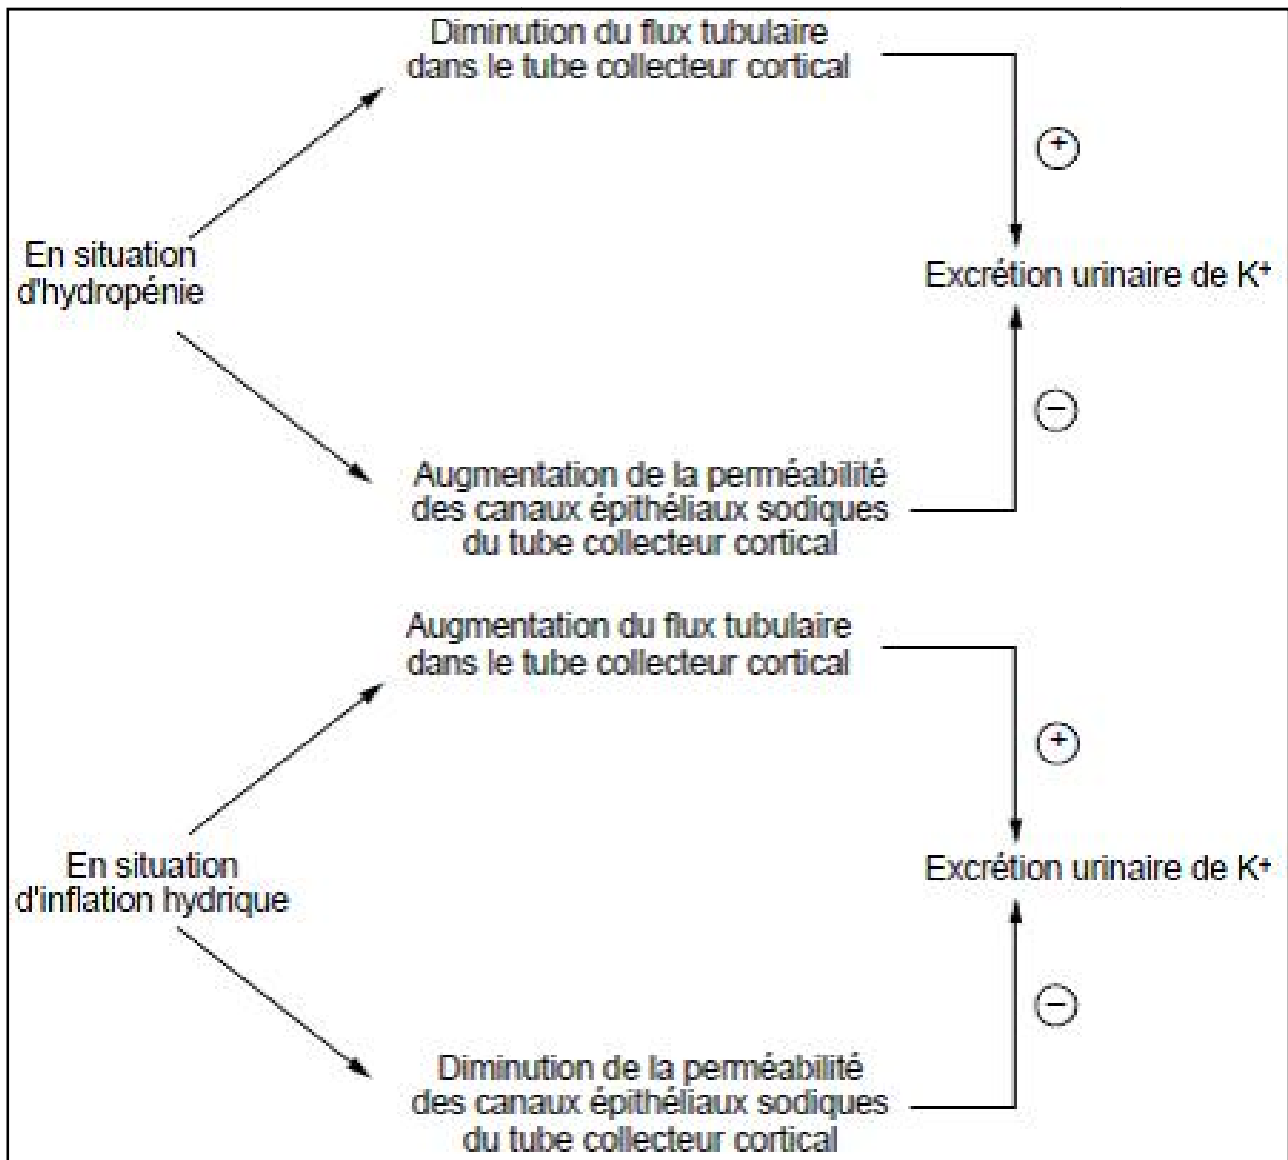 Diminution du flux tubulaire
dans le tube collecteur cortical
+
En situation
d'hydropénie
Excrétion urinaire de K+
−
Augmentation de la perméabilité
des canaux épithéliaux sodiques
du tube collecteur cortical
Augmentation du flux tubulaire
dans le tube collecteur cortical
+
En situation
d'inflation hydrique
Excrétion urinaire de K+
−
Diminution de la perméabilité
des canaux épithéliaux sodiques
du tube collecteur cortical